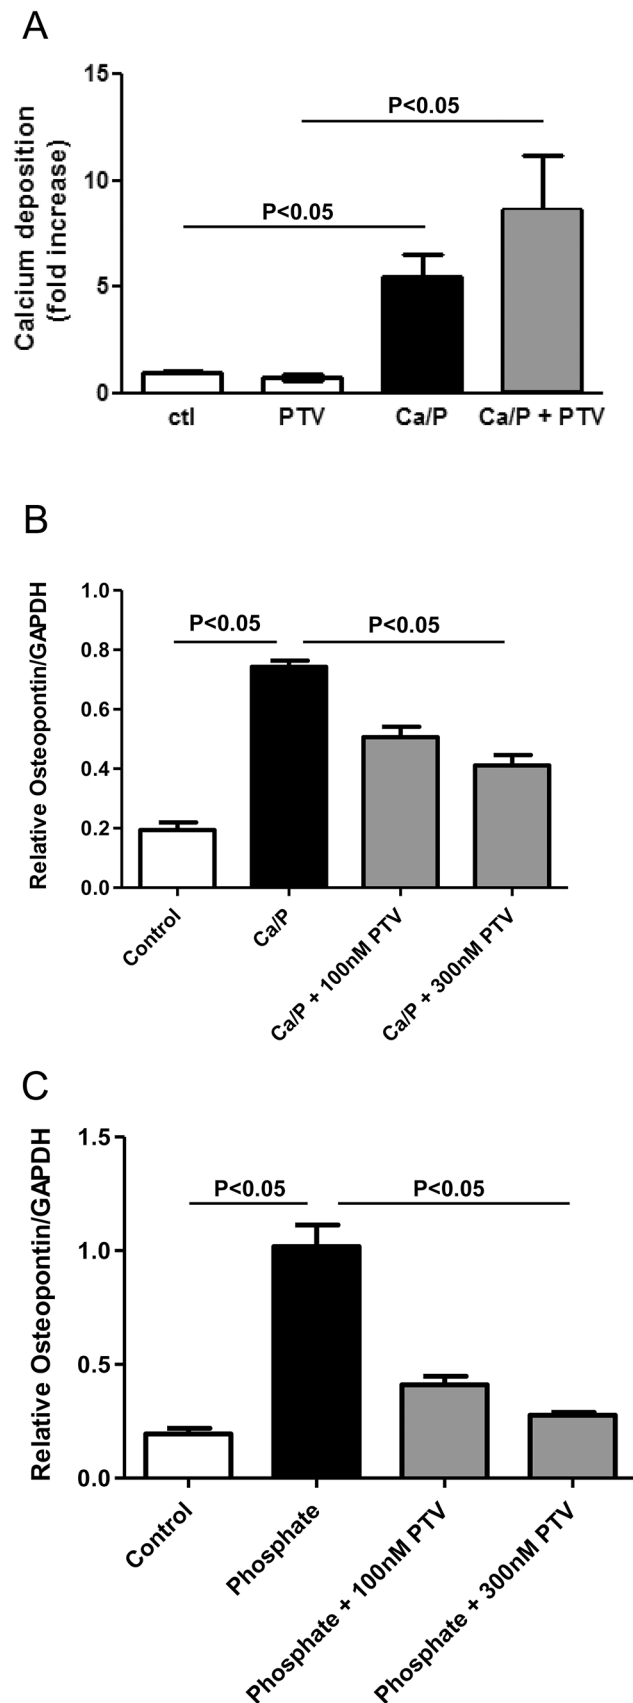 A
Calcium deposition
(fold increase)
15
10
5
0
P<0.05
P<0.05
ctl
PTV
Ca/P
Ca/P + PTV
B
Relative Osteopontin/GAPDH
1.0
0.8
0.6
0.4
0.2
0.0
P<0.05
P<0.05
Control
Ca/P
Ca/P + 100nM PTV
Ca/P + 300nM PTV
C
Relative Osteopontin/GAPDH
1.5
1.0
0.5
0.0
P<0.05
P<0.05
Control
Phosphate
Phosphate + 100nM PTV
Phosphate + 300nM PTV